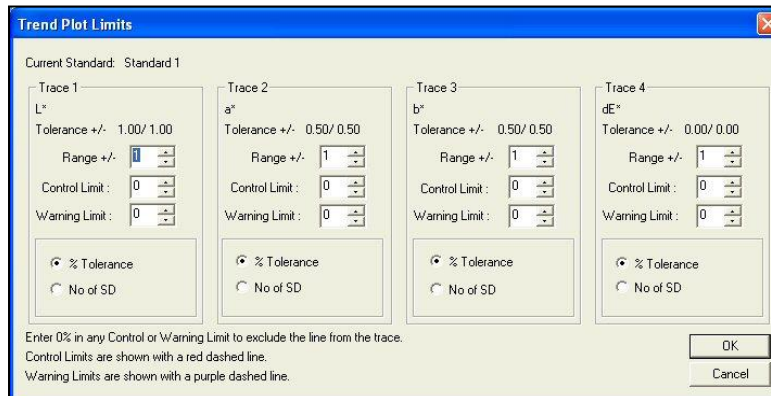 Trend Plot Limits
Current Standard: Standard 1
Trace 1
L*
Tolerance +/- 1.00/ 1.00
Range +/- 1
Control Limit : 0
Warning Limit : 0
% Tolerance
No of SD
Trace 2
a*
Tolerance +/- 0.50/ 0.50
Range +/- 1
Control Limit : 0
Warning Limit : 0
% Tolerance
No of SD
Trace 3
b*
Tolerance +/- 0.50/ 0.50
Range +/- 1
Control Limit : 0
Warning Limit : 0
% Tolerance
No of SD
Trace 4
dE*
Tolerance +/- 0.00/ 0.00
Range +/- 1
Control Limit : 0
Warning Limit : 0
% Tolerance
No of SD
Enter 0% in any Control or Warning Limit to exclude the line from the trace.
Control Limits are shown with a red dashed line.
Warning Limits are shown with a purple dashed line.
OK
Cancel